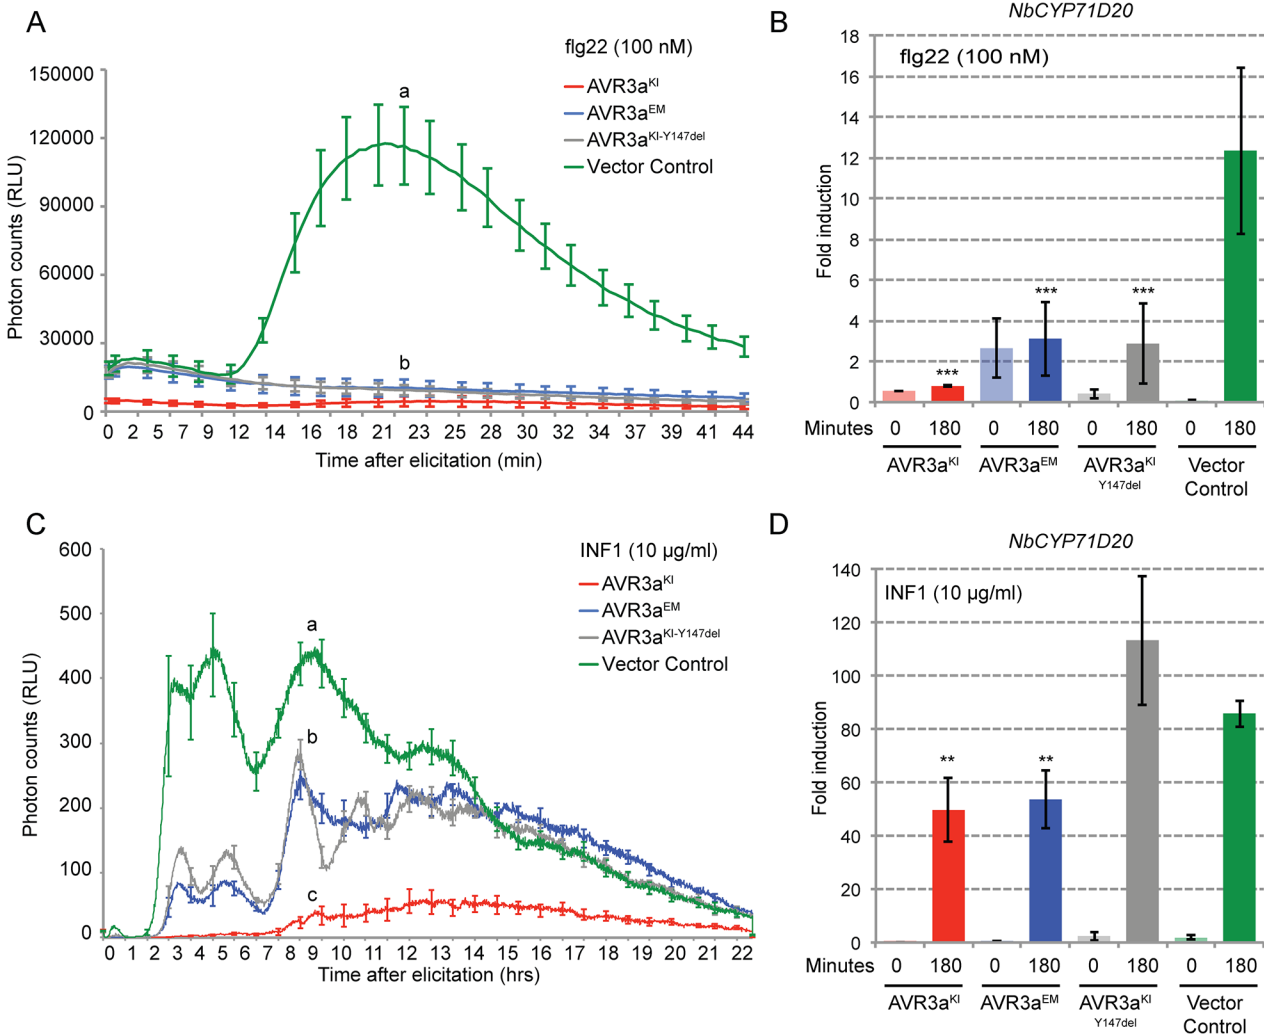 A
flg22 (100 nM)
AVR3aᴷᴵ
AVR3aᴱᴹ
AVR3aᴷᴵ⁻ʸ¹⁴⁷ᵈᵉˡ
Vector Control
150000
120000
90000
60000
30000
0
Photon counts (RLU)
a
b
0 2 5 7 9 12 14 16 18 21 23 25 28 30 32 34 37 39 41 44
Time after elicitation (min)
B
NbCYP71D20
flg22 (100 nM)
18
16
14
12
10
8
6
4
2
0
Fold induction
*** *** ***
Minutes 0 180 0 180 0 180 0 180
AVR3aᴷᴵ AVR3aᴱᴹ AVR3aᴷᴵ Vector
Y147del Control
C
INF1 (10 µg/ml)
AVR3aᴷᴵ
AVR3aᴱᴹ
AVR3aᴷᴵ⁻ʸ¹⁴⁷ᵈᵉˡ
Vector Control
600
500
400
300
200
100
0
Photon counts (RLU)
a
b
c
0 1 2 3 4 5 6 7 8 9 10 11 12 13 14 15 16 17 18 19 20 21 22
Time after elicitation (hrs)
D
NbCYP71D20
INF1 (10 µg/ml)
140
120
100
80
60
40
20
0
Fold induction
** **
Minutes 0 180 0 180 0 180 0 180
AVR3aᴷᴵ AVR3aᴱᴹ AVR3aᴷᴵ Vector
Y147del Control